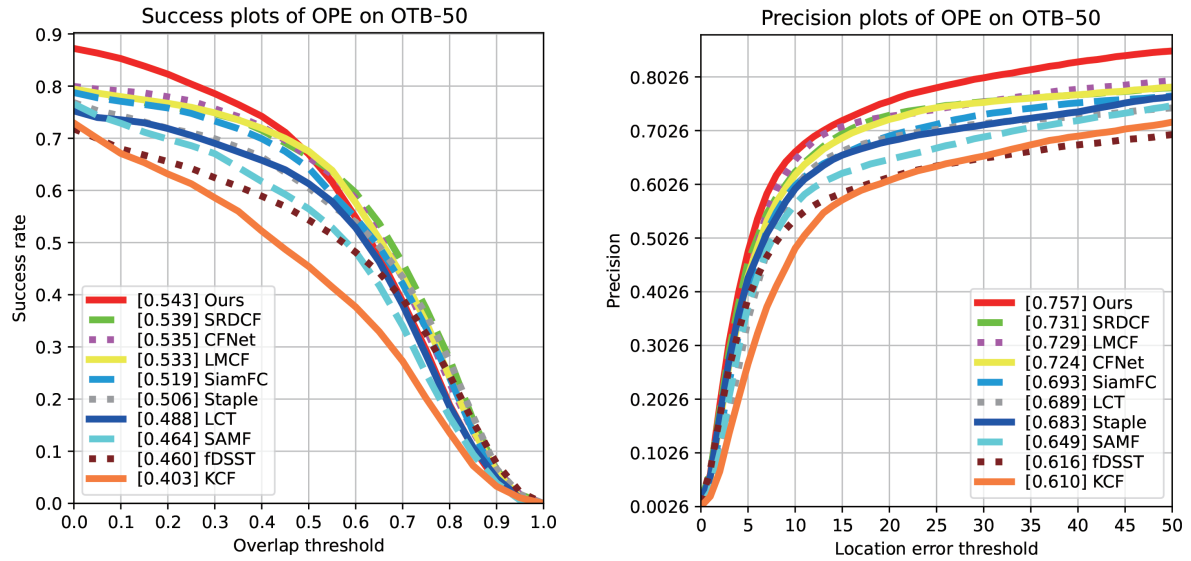 Success plots of OPE on OTB-50
0.9
0.8
0.7
0.6
0.5
0.4
0.3
0.2
0.1
0.0
Success rate
[0.543] Ours
[0.539] SRDCF
[0.535] CFNet
[0.533] LMCF
[0.519] SiamFC
[0.506] Staple
[0.488] LCT
[0.464] SAMF
[0.460] fDSST
[0.403] KCF
0.0 0.1 0.2 0.3 0.4 0.5 0.6 0.7 0.8 0.9 1.0
Overlap threshold
Precision plots of OPE on OTB-50
0.8026
0.7026
0.6026
0.5026
0.4026
0.3026
0.2026
0.1026
0.0026
Precision
[0.757] Ours
[0.731] SRDCF
[0.729] LMCF
[0.724] CFNet
[0.693] SiamFC
[0.689] LCT
[0.683] Staple
[0.649] SAMF
[0.616] fDSST
[0.610] KCF
0 5 10 15 20 25 30 35 40 45 50
Location error threshold